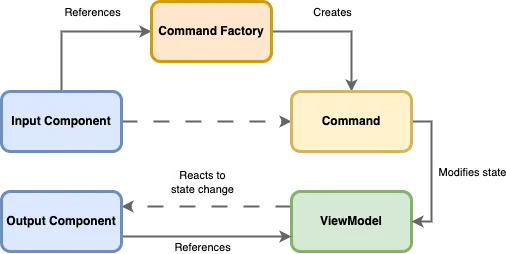 References
Creates
Command Factory
Input Component
Command
Modifies state
Reacts to
state change
Output Component
ViewModel
References